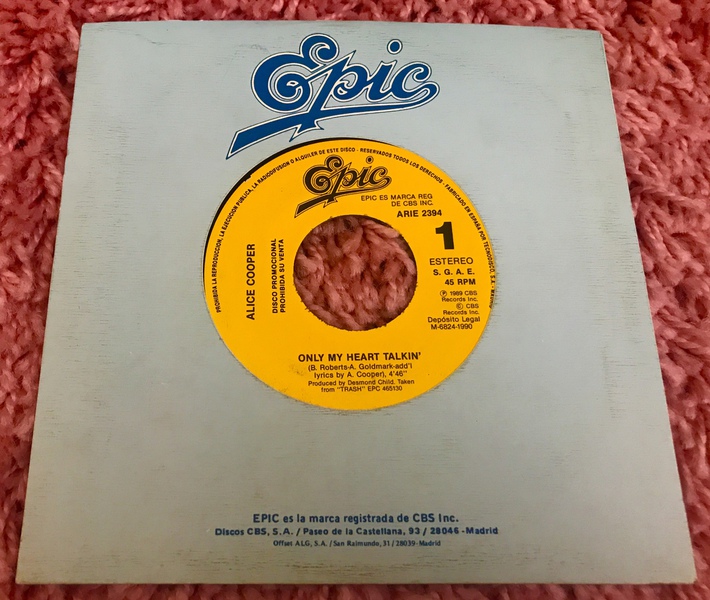 Epic
PROHIBIDA LA REPRODUCCION, LA EJECUCION PUBLICA, LA RADIODIFUSION O ALQUILER DE ESTE DISCO - RESERVADOS TODOS LOS DERECHOS - FABRICADO EN ESPAÑA POR TECNODISCO, S.A.
Epic
EPIC ES MARCA REG.
DE CBS INC.
ARIE 2394
1
ESTEREO
S. G. A. E.
45 RPM
Ⓟ 1989 CBS
Records Inc.
© CBS
Records Inc.
Depósito Legal
M-6824-1990
ALICE COOPER
DISCO PROMOCIONAL
PROHIBIDA SU VENTA
ONLY MY HEART TALKIN'
(B. Roberts-A. Goldmark-add'l
lyrics by A. Cooper), 4'46"
Produced by Desmond Child. Taken
from "TRASH" EPC 465130
EPIC es la marca registrada de CBS Inc.
Discos CBS, S.A. / Paseo de la Castellana, 93 / 28046 - Madrid
Offset ALG, S.A. / San Raimundo, 31 / 28039 - Madrid